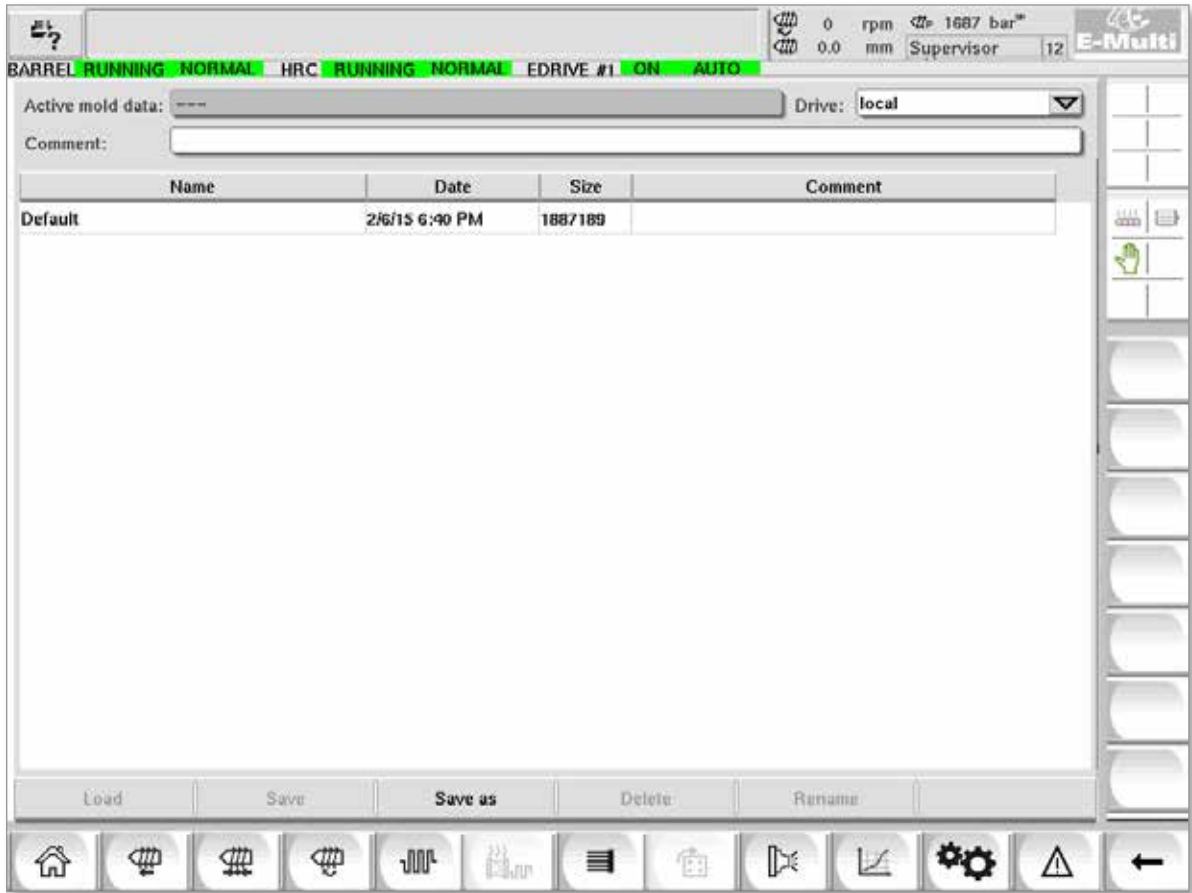 0 rpm 1687 bar
0.0 mm Supervisor 12 E-Multi
BARREL RUNNING NORMAL HRC RUNNING NORMAL EDRIVE #1 ON AUTO
Active mold data: --- Drive: local
Comment:
Name Date Size Comment
Default 2/6/15 6:40 PM 1887189
Load Save Save as Delete Rename